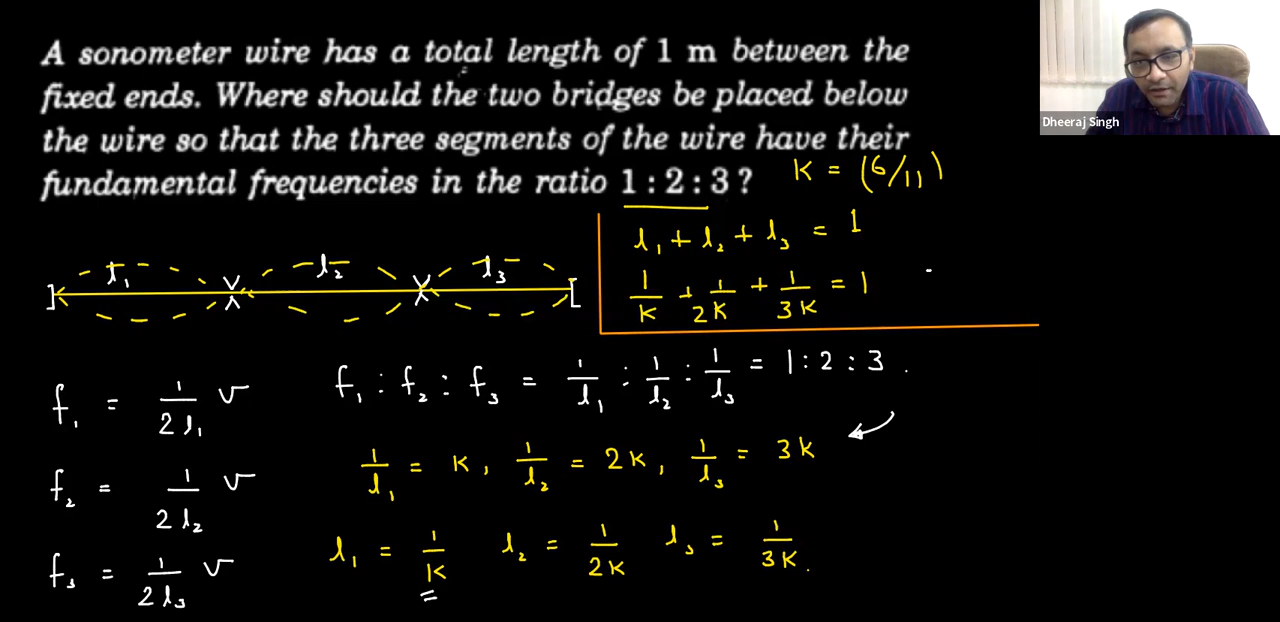 A sonometer wire has a total length of 1 m between the
fixed ends. Where should the two bridges be placed below
the wire so that the three segments of the wire have their
fundamental frequencies in the ratio 1 : 2 : 3 ?
K = (6/11)
Dheeraj Singh
l₁ + l₂ + l₃ = 1
1/K + 1/2K + 1/3K = 1
l₁ l₂ l₃
f₁ = 1/2l₁ v
f₁ : f₂ : f₃ = 1/l₁ : 1/l₂ : 1/l₃ = 1 : 2 : 3 .
1/l₁ = K , 1/l₂ = 2K , 1/l₃ = 3K
f₂ = 1/2l₂ v
l₁ = 1/K l₂ = 1/2K l₃ = 1/3K .
f₃ = 1/2l₃ v